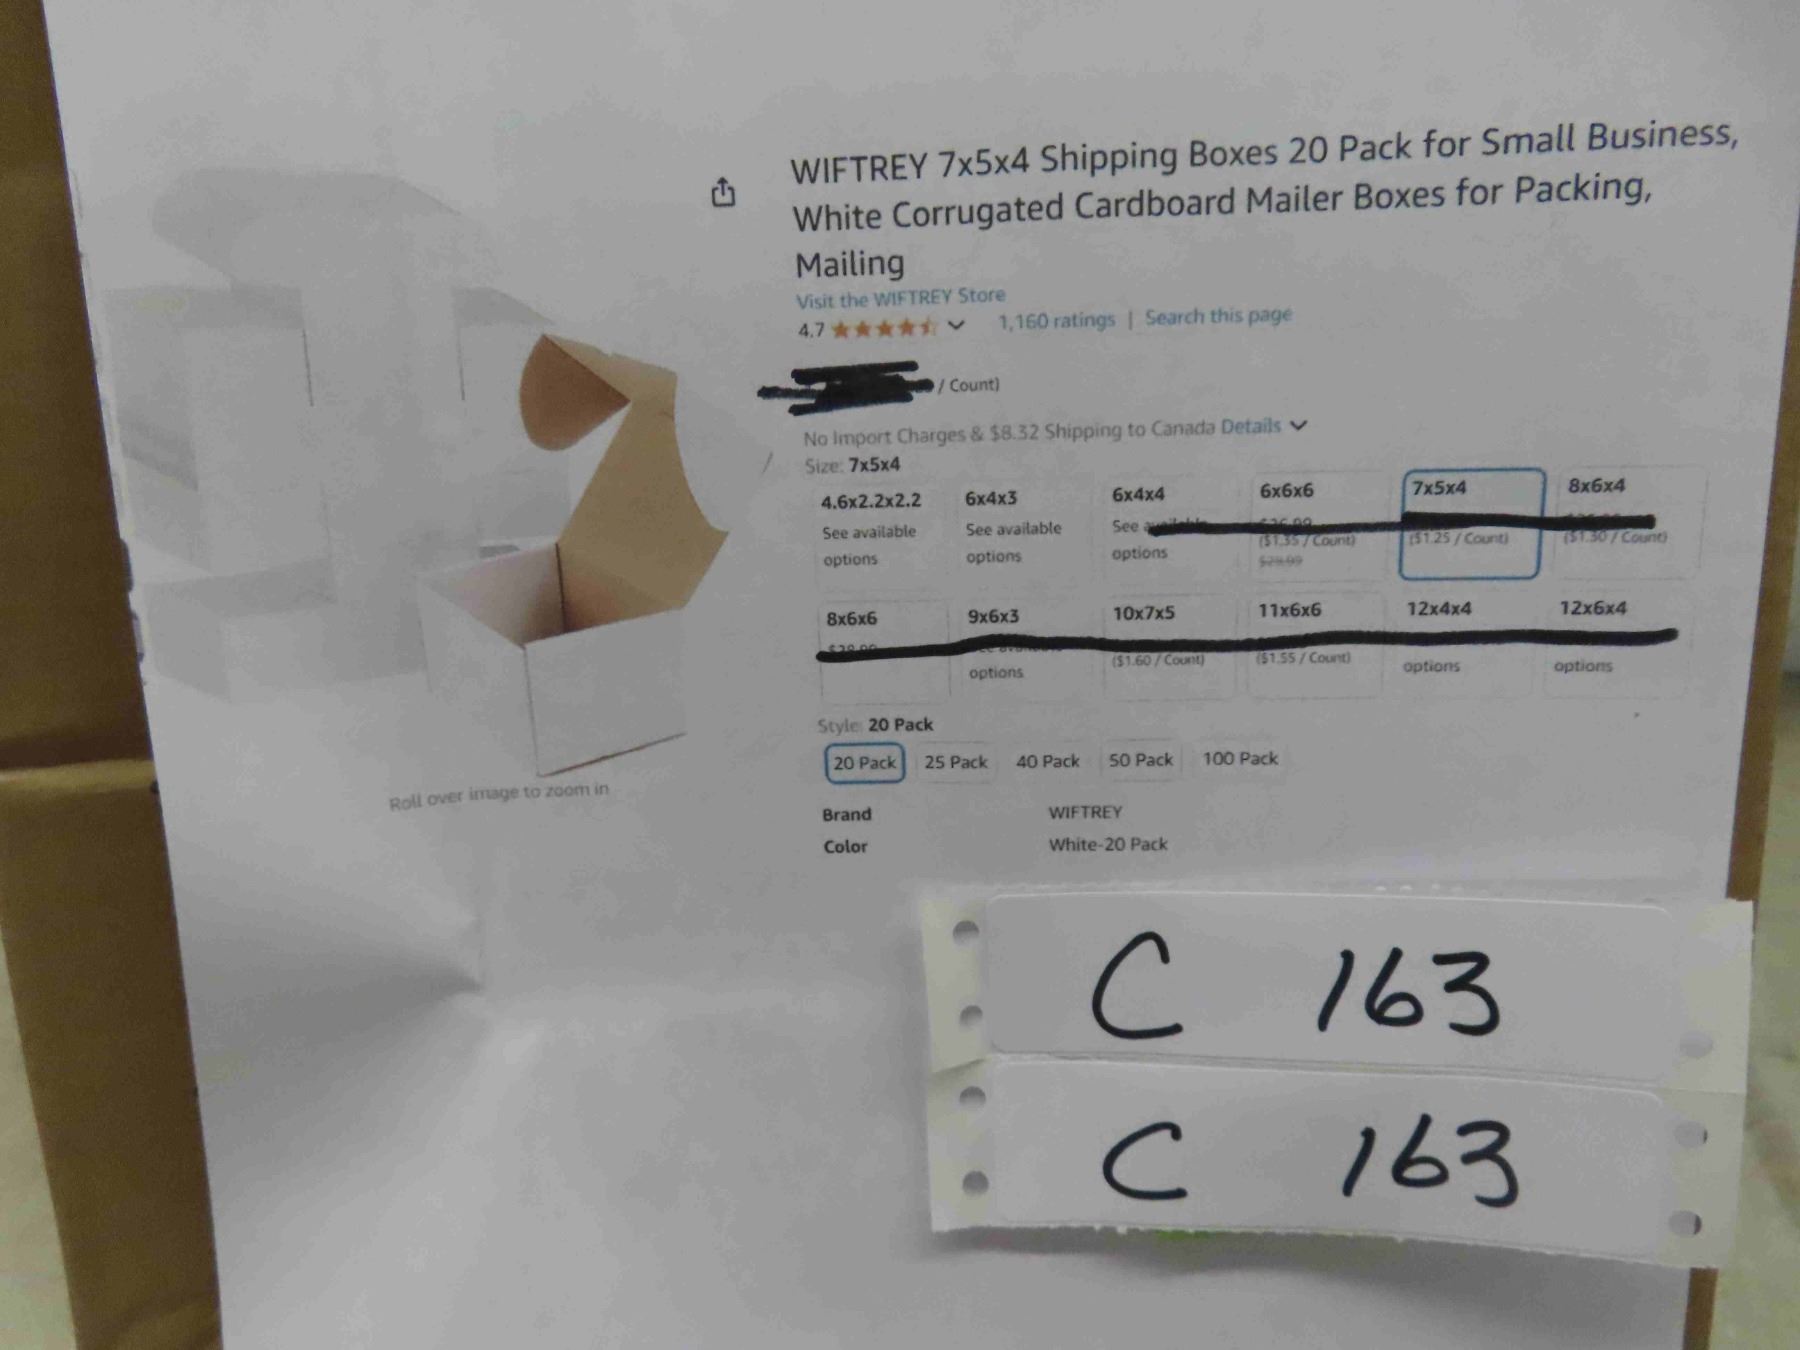 WIFTREY 7x5x4 Shipping Boxes 20 Pack for Small Business,
White Corrugated Cardboard Mailer Boxes for Packing,
Mailing
Visit the WIFTREY Store
4.7 1,160 ratings | Search this page
/ Count)
No Import Charges & $8.32 Shipping to Canada Details
Size: 7x5x4
4.6x2.2x2.2 6x4x3 6x4x4 6x6x6 7x5x4 8x6x4
See available See available See
options options options ($1.35 / Count) ($1.25 / Count) ($1.30 / Count)
8x6x6 9x6x3 10x7x5 11x6x6 12x4x4 12x6x4
options ($1.60 / Count) ($1.55 / Count) options options
Style: 20 Pack
20 Pack 25 Pack 40 Pack 50 Pack 100 Pack
Roll over image to zoom in
Brand WIFTREY
Color White-20 Pack
C 163
C 163